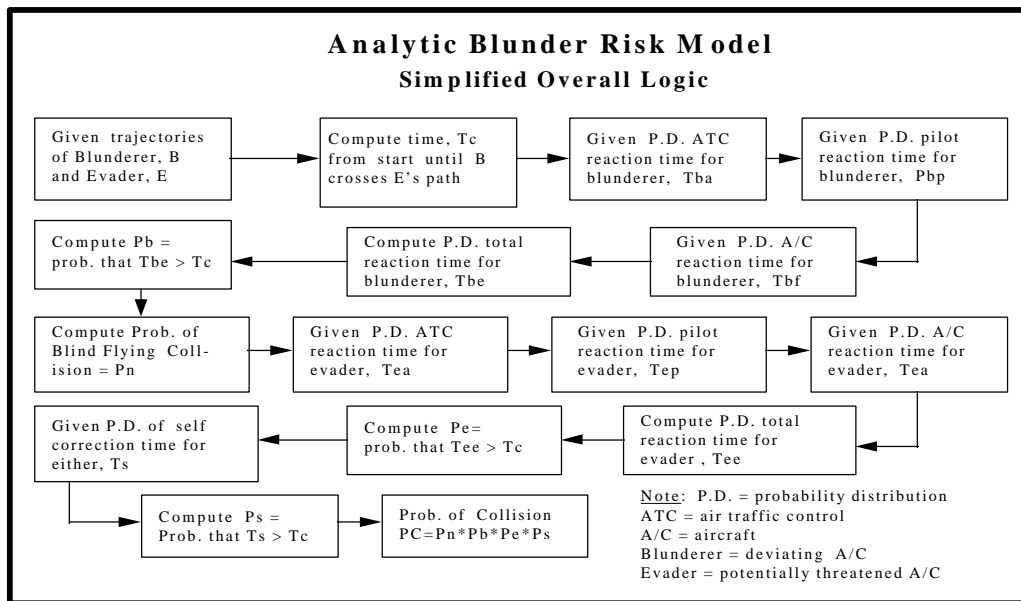 Analytic Blunder Risk Model
Simplified Overall Logic
Given trajectories
of Blunderer, B
and Evader, E
Compute time, Tc
from start until B
crosses E's path
Given P.D. ATC
reaction time for
blunderer, Tba
Given P.D. pilot
reaction time for
blunderer, Pbp
Given P.D. A/C
reaction time for
blunderer, Tbf
Compute P.D. total
reaction time for
blunderer, Tbe
Compute Pb =
prob. that Tbe > Tc
Compute Prob. of
Blind Flying Coll-
ision = Pn
Given P.D. ATC
reaction time for
evader, Tea
Given P.D. pilot
reaction time for
evader, Tep
Given P.D. A/C
reaction time for
evader, Tea
Compute P.D. total
reaction time for
evader , Tee
Compute Pe=
prob. that Tee > Tc
Given P.D. of self
correction time for
either, Ts
Compute Ps =
Prob. that Ts > Tc
Prob. of Collision
PC=Pn*Pb*Pe*Ps
Note: P.D. = probability distribution
ATC = air traffic control
A/C = aircraft
Blunderer = deviating A/C
Evader = potentially threatened A/C